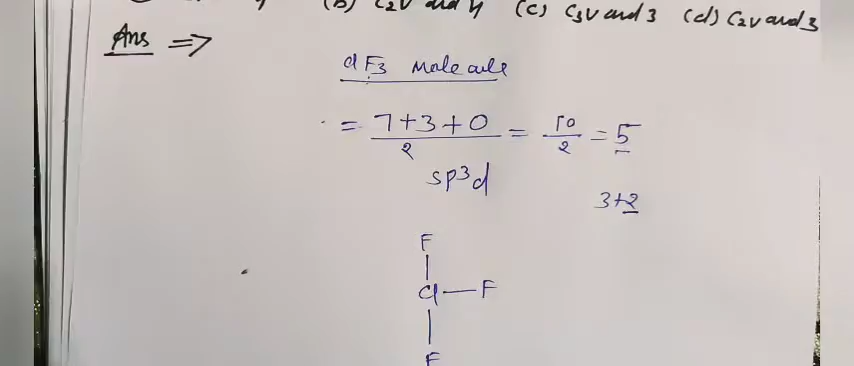 (b) C2v and 4 (c) C3v and 3 (d) C2v and 3
Ans =>
ClF3 Molecule
= 7+3+0 / 2 = 10 / 2 = 5
sp3d
3+2
F
Cl — F
F